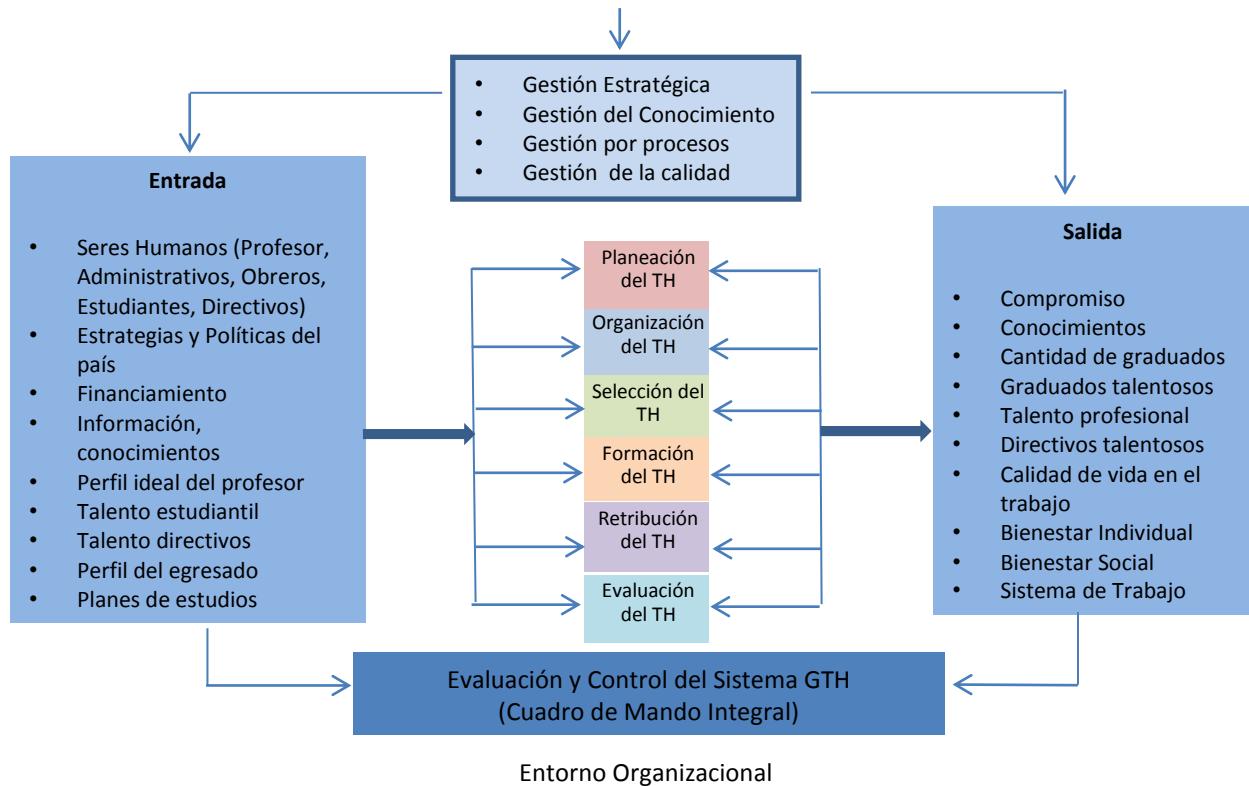 • Gestión Estratégica
• Gestión del Conocimiento
• Gestión por procesos
• Gestión de la calidad
Entrada
• Seres Humanos (Profesor,
Administrativos, Obreros,
Estudiantes, Directivos)
• Estrategias y Políticas del
país
• Financiamiento
• Información,
conocimientos
• Perfil ideal del profesor
• Talento estudiantil
• Talento directivos
• Perfil del egresado
• Planes de estudios
Planeación
del TH
Organización
del TH
Selección del
TH
Formación
del TH
Retribución
del TH
Evaluación
del TH
Salida
• Compromiso
• Conocimientos
• Cantidad de graduados
• Graduados talentosos
• Talento profesional
• Directivos talentosos
• Calidad de vida en el
trabajo
• Bienestar Individual
• Bienestar Social
• Sistema de Trabajo
Evaluación y Control del Sistema GTH
(Cuadro de Mando Integral)
Entorno Organizacional